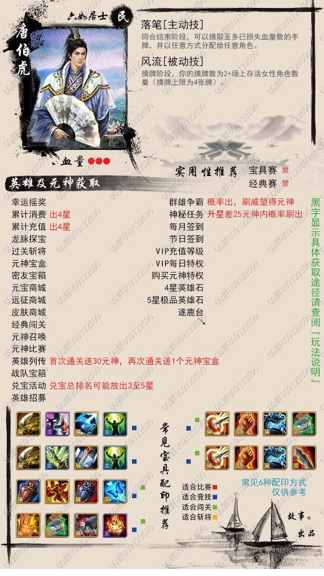 六如居士
民
唐伯虎
血量
落笔[主动技]
回合结束阶段，可以摸取至多已损失血量数的手
牌，并以任意方式分配给任意角色。
风流[被动技]
摸牌阶段，你的摸牌数为2+场上存活女性角色数
量（摸牌上限为4张牌）。
实用性推荐
宝具赛 禁
经典赛 禁
英雄及元神获取
幸运摇奖
累计消费 出4星
累计充值 出4星
龙脉探宝
过关斩将
元神宝盒
密友宝箱
元宝商城
远征商城
皮肤商城
经典闯关
元神召唤
元神比赛
英雄列传 首次通关送30元神，再次通关送1个元神宝盒
战队宝箱
兑宝活动 兑宝总排名可能放出3至5星
英雄招募
群雄争霸 概率出，刷威望得元神
神秘任务 升星差25元神内概率刷出
每月签到
节日签到
VIP充值等级
VIP每日特权
购买元神特权
4星英雄石
5星极品英雄石
逐鹿台
黑字显示具体获取途径请查阅『玩法说明』
常见宝具配印推荐
适合比赛
适合竞技
适合闯关
适合斩将
常见6种配印方式
仅供参考
故事。
出品